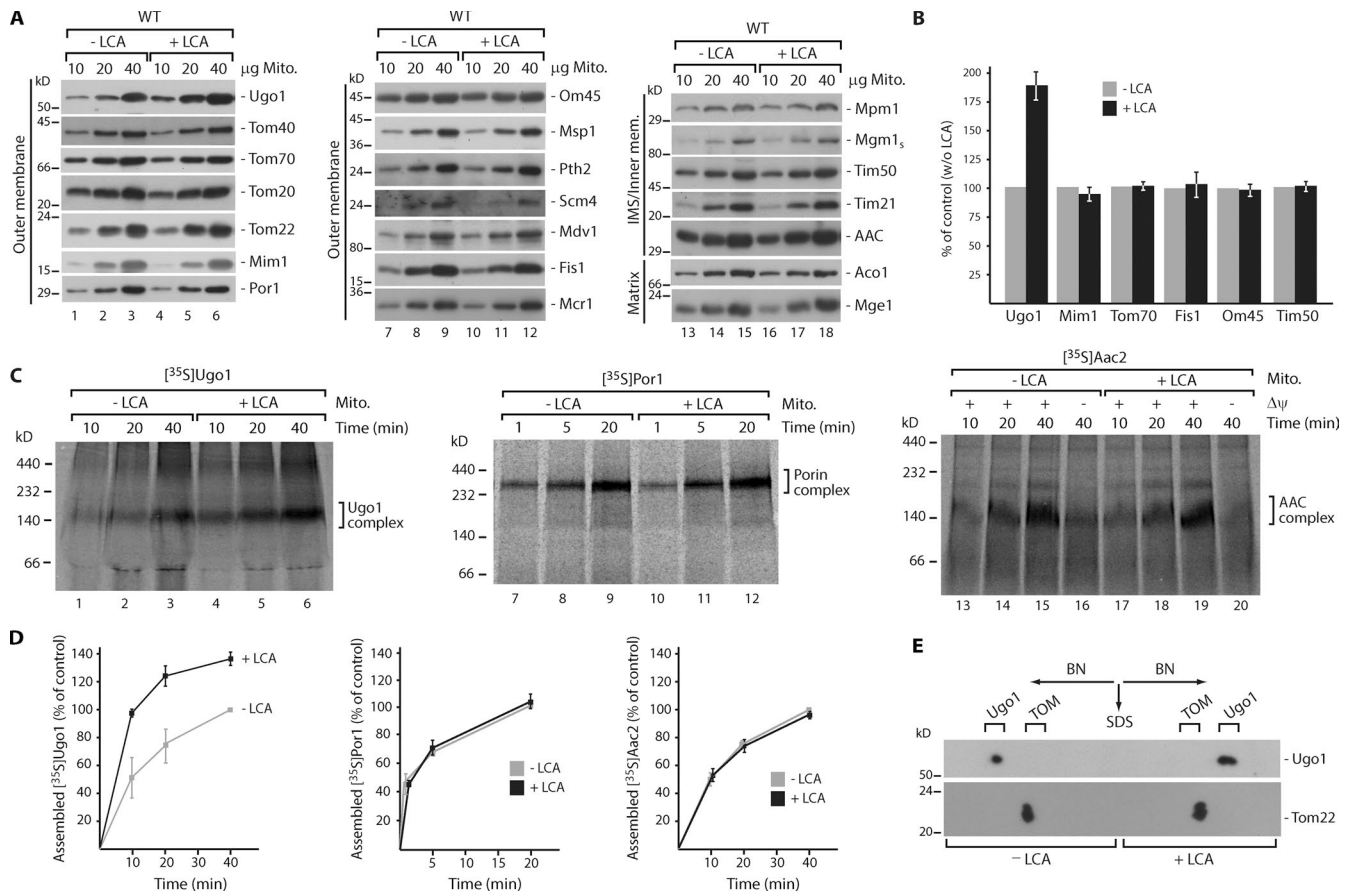 A
WT
- LCA + LCA
10 20 40 10 20 40 µg Mito.
kD
50
66
24
15
29
Outer membrane
- Ugo1
- Tom40
- Tom70
- Tom20
- Tom22
- Mim1
- Por1
1 2 3 4 5 6
WT
- LCA + LCA
10 20 40 10 20 40 µg Mito.
kD
45
36
24
24
80
15
36
Outer membrane
- Om45
- Msp1
- Pth2
- Scm4
- Mdv1
- Fis1
- Mcr1
7 8 9 10 11 12
WT
- LCA + LCA
10 20 40 10 20 40 µg Mito.
kD
29
80
45
20
29
66
24
IMS/Inner mem.
Matrix
- Mpm1
- Mgm1s
- Tim50
- Tim21
- AAC
- Aco1
- Mge1
13 14 15 16 17 18
B
% of control (w/o LCA)
200
175
150
125
100
75
50
25
- LCA
+ LCA
Ugo1 Mim1 Tom70 Fis1 Om45 Tim50
C
[35S]Ugo1
- LCA + LCA Mito.
10 20 40 10 20 40 Time (min)
kD
440
232
140
66
Ugo1
complex
1 2 3 4 5 6
[35S]Por1
- LCA + LCA Mito.
1 5 20 1 5 20 Time (min)
kD
440
232
140
66
Porin
complex
7 8 9 10 11 12
[35S]Aac2
- LCA + LCA Mito.
+ + + - + + + - Δψ
10 20 40 40 10 20 40 40 Time (min)
kD
440
232
140
66
AAC
complex
13 14 15 16 17 18 19 20
D
Assembled [35S]Ugo1 (% of control)
140
120
100
80
60
40
20
+ LCA
- LCA
10 20 30 40
Time (min)
Assembled [35S]Por1 (% of control)
140
120
100
80
60
40
20
- LCA
+ LCA
5 10 15 20
Time (min)
Assembled [35S]Aac2 (% of control)
140
120
100
80
60
40
20
- LCA
+ LCA
10 20 30 40
Time (min)
E
BN BN
SDS
Ugo1 TOM TOM Ugo1
kD
50
24
20
- Ugo1
- Tom22
– LCA + LCA